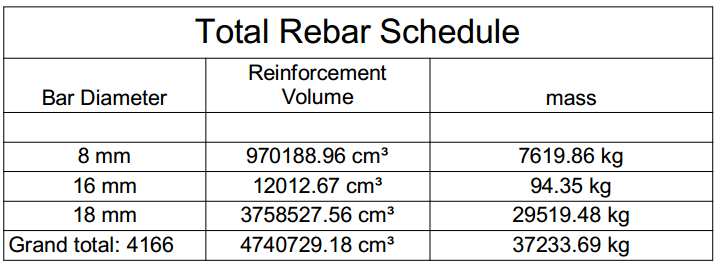 Total Rebar Schedule
Bar Diameter Reinforcement Volume mass
8 mm 970188.96 cm³ 7619.86 kg
16 mm 12012.67 cm³ 94.35 kg
18 mm 3758527.56 cm³ 29519.48 kg
Grand total: 4166 4740729.18 cm³ 37233.69 kg